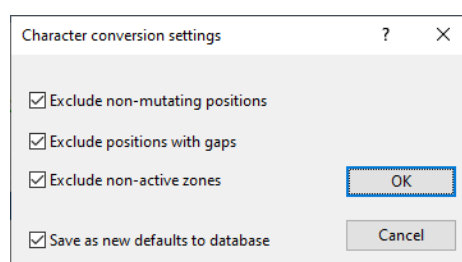 Character conversion settings ? ×
Exclude non-mutating positions
Exclude positions with gaps
Exclude non-active zones
OK
Save as new defaults to database
Cancel